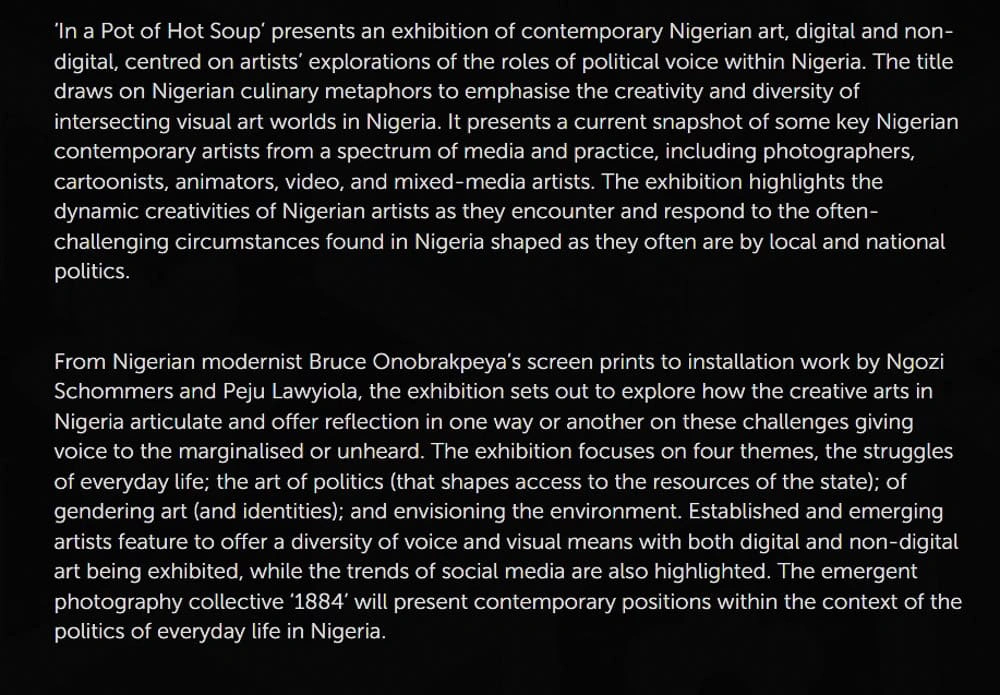 ‘In a Pot of Hot Soup’ presents an exhibition of contemporary Nigerian art, digital and non-
digital, centred on artists’ explorations of the roles of political voice within Nigeria. The title
draws on Nigerian culinary metaphors to emphasise the creativity and diversity of
intersecting visual art worlds in Nigeria. It presents a current snapshot of some key Nigerian
contemporary artists from a spectrum of media and practice, including photographers,
cartoonists, animators, video, and mixed-media artists. The exhibition highlights the
dynamic creativities of Nigerian artists as they encounter and respond to the often-
challenging circumstances found in Nigeria shaped as they often are by local and national
politics.
From Nigerian modernist Bruce Onobrakpeya’s screen prints to installation work by Ngozi
Schommers and Peju Lawyiola, the exhibition sets out to explore how the creative arts in
Nigeria articulate and offer reflection in one way or another on these challenges giving
voice to the marginalised or unheard. The exhibition focuses on four themes, the struggles
of everyday life; the art of politics (that shapes access to the resources of the state); of
gendering art (and identities); and envisioning the environment. Established and emerging
artists feature to offer a diversity of voice and visual means with both digital and non-digital
art being exhibited, while the trends of social media are also highlighted. The emergent
photography collective ‘1884’ will present contemporary positions within the context of the
politics of everyday life in Nigeria.